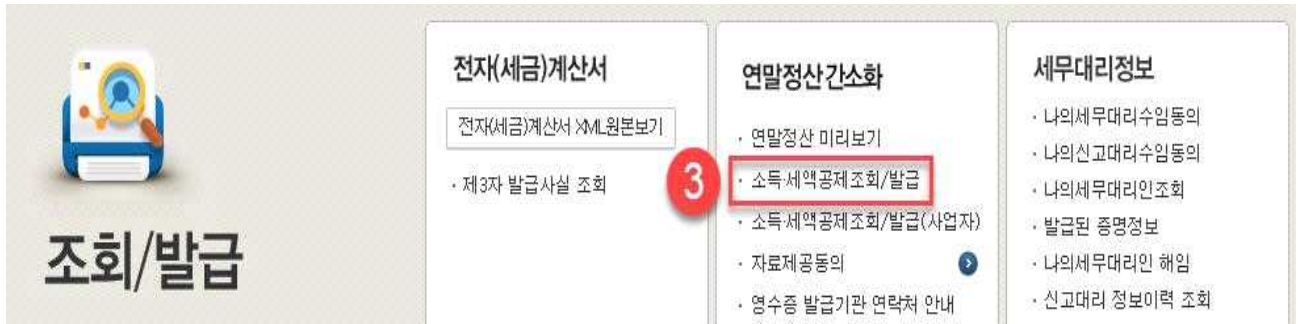 조회/발급
전자(세금)계산서
전자(세금)계산서 XML원본보기
· 제3자 발급사실 조회
연말정산간소화
· 연말정산 미리보기
3
· 소득·세액공제조회/발급
· 소득·세액공제조회/발급(사업자)
· 자료제공동의
· 영수증 발급기관 연락처 안내
세무대리정보
· 나의세무대리수임동의
· 나의신고대리수임동의
· 나의세무대리인조회
· 발급된 증명정보
· 나의세무대리인 해임
· 신고대리 정보이력 조회